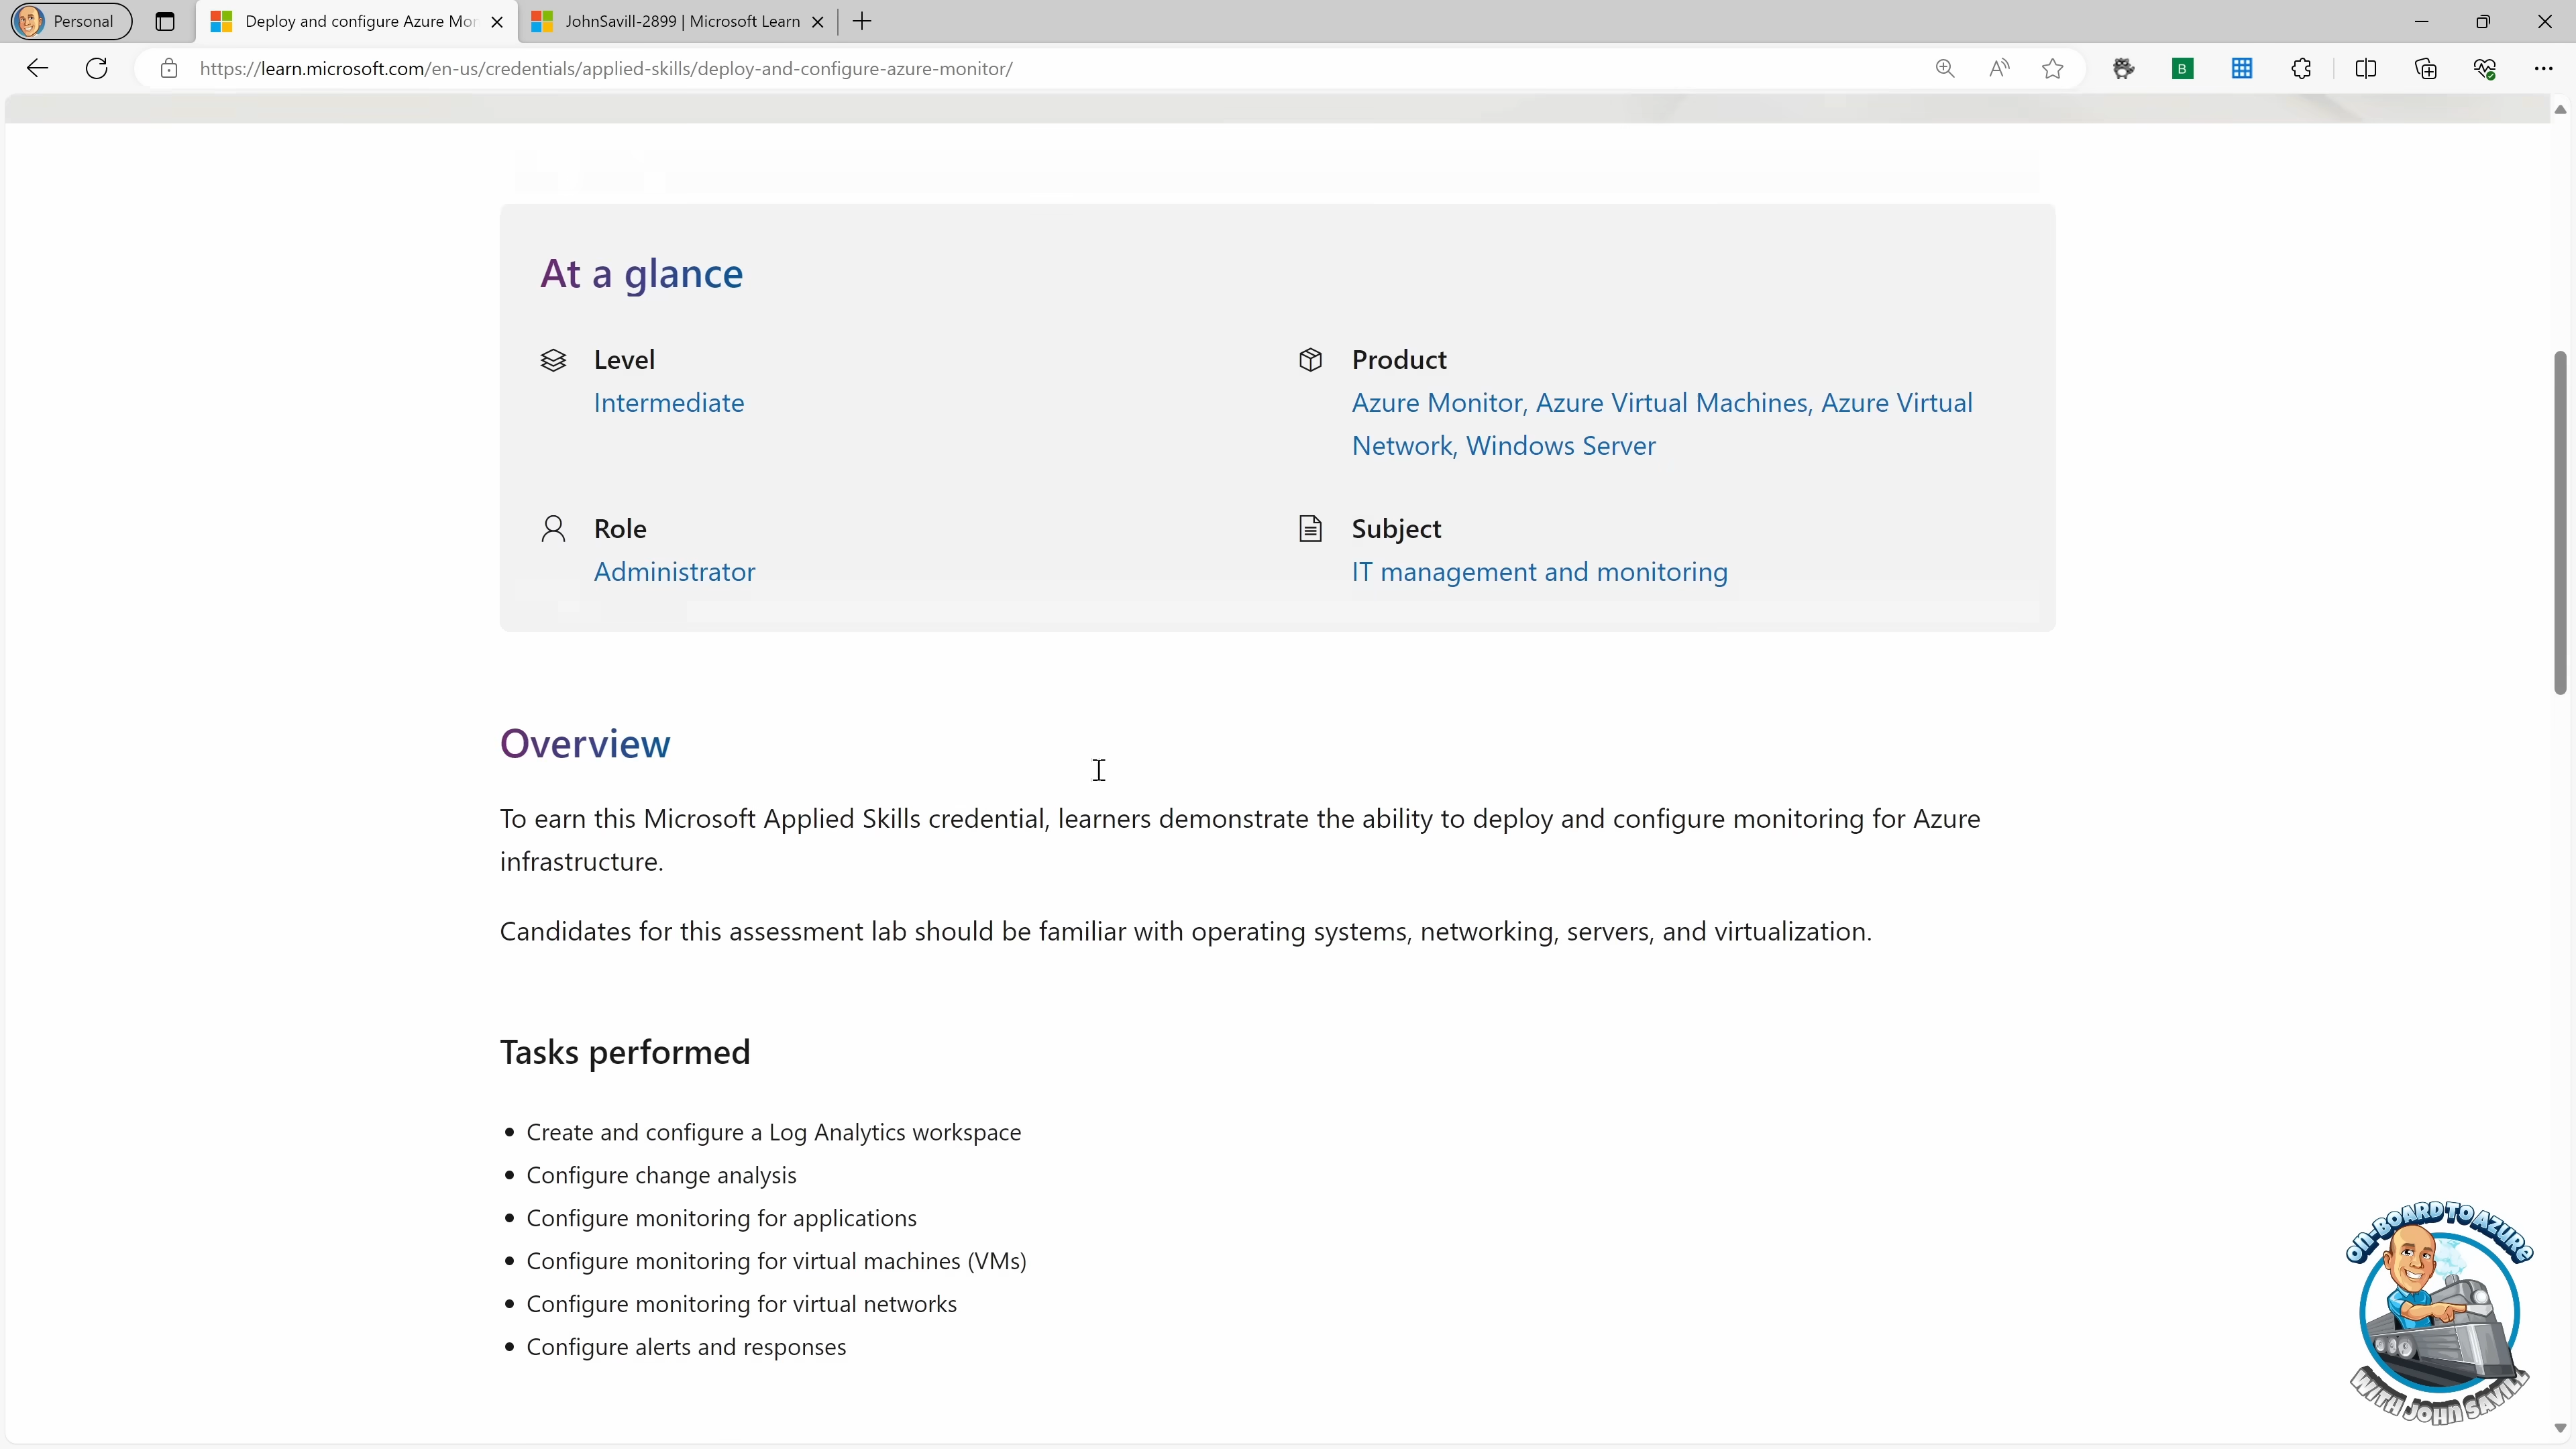 Personal
Deploy and configure Azure Mor
JohnSavill-2899 | Microsoft Learn
https://learn.microsoft.com/en-us/credentials/applied-skills/deploy-and-configure-azure-monitor/
B
At a glance
Level
Intermediate
Product
Azure Monitor, Azure Virtual Machines, Azure Virtual
Network, Windows Server
Role
Administrator
Subject
IT management and monitoring
Overview
To earn this Microsoft Applied Skills credential, learners demonstrate the ability to deploy and configure monitoring for Azure
infrastructure.
Candidates for this assessment lab should be familiar with operating systems, networking, servers, and virtualization.
Tasks performed
• Create and configure a Log Analytics workspace
• Configure change analysis
• Configure monitoring for applications
• Configure monitoring for virtual machines (VMs)
• Configure monitoring for virtual networks
• Configure alerts and responses
ON-BOARD TO AZURE
WITH JOHN SAVILL